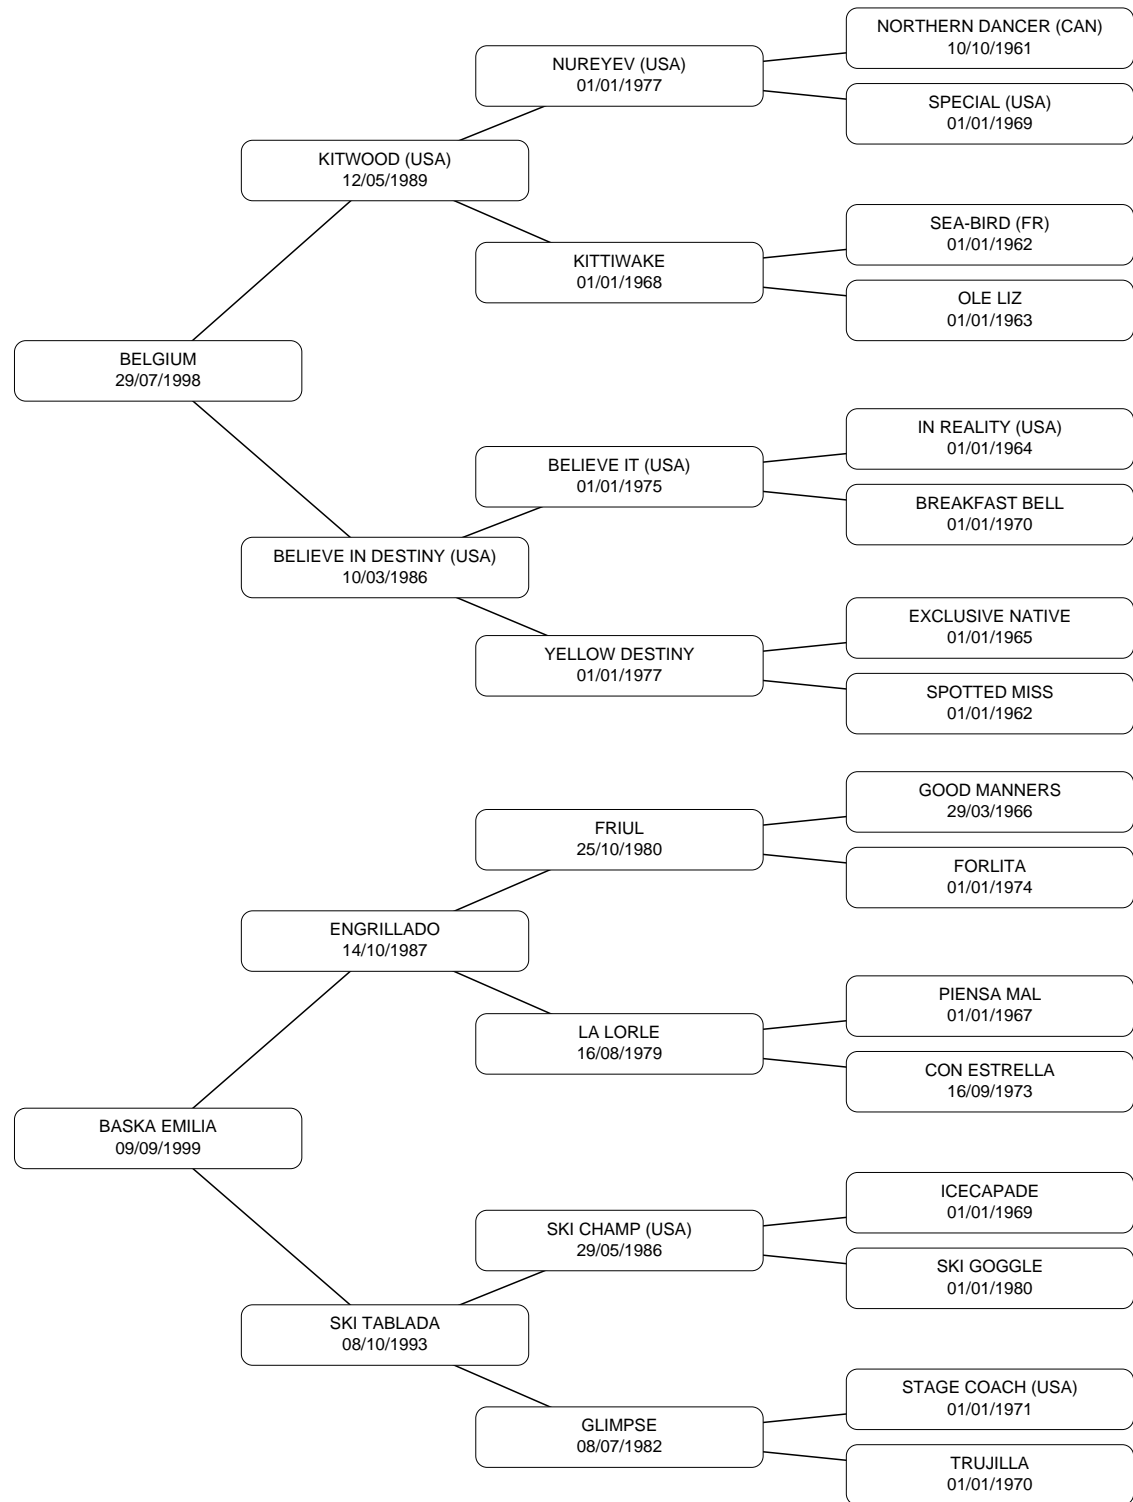 NORTHERN DANCER (CAN)
10/10/1961
NUREYEV (USA)
01/01/1977
SPECIAL (USA)
01/01/1969
KITWOOD (USA)
12/05/1989
SEA-BIRD (FR)
01/01/1962
KITTIWAKE
01/01/1968
OLE LIZ
01/01/1963
BELGIUM
29/07/1998
IN REALITY (USA)
01/01/1964
BELIEVE IT (USA)
01/01/1975
BREAKFAST BELL
01/01/1970
BELIEVE IN DESTINY (USA)
10/03/1986
EXCLUSIVE NATIVE
01/01/1965
YELLOW DESTINY
01/01/1977
SPOTTED MISS
01/01/1962
GOOD MANNERS
29/03/1966
FRIUL
25/10/1980
FORLITA
01/01/1974
ENGRILLADO
14/10/1987
PIENSA MAL
01/01/1967
LA LORLE
16/08/1979
CON ESTRELLA
16/09/1973
BASKA EMILIA
09/09/1999
ICECAPADE
01/01/1969
SKI CHAMP (USA)
29/05/1986
SKI GOGGLE
01/01/1980
SKI TABLADA
08/10/1993
STAGE COACH (USA)
01/01/1971
GLIMPSE
08/07/1982
TRUJILLA
01/01/1970